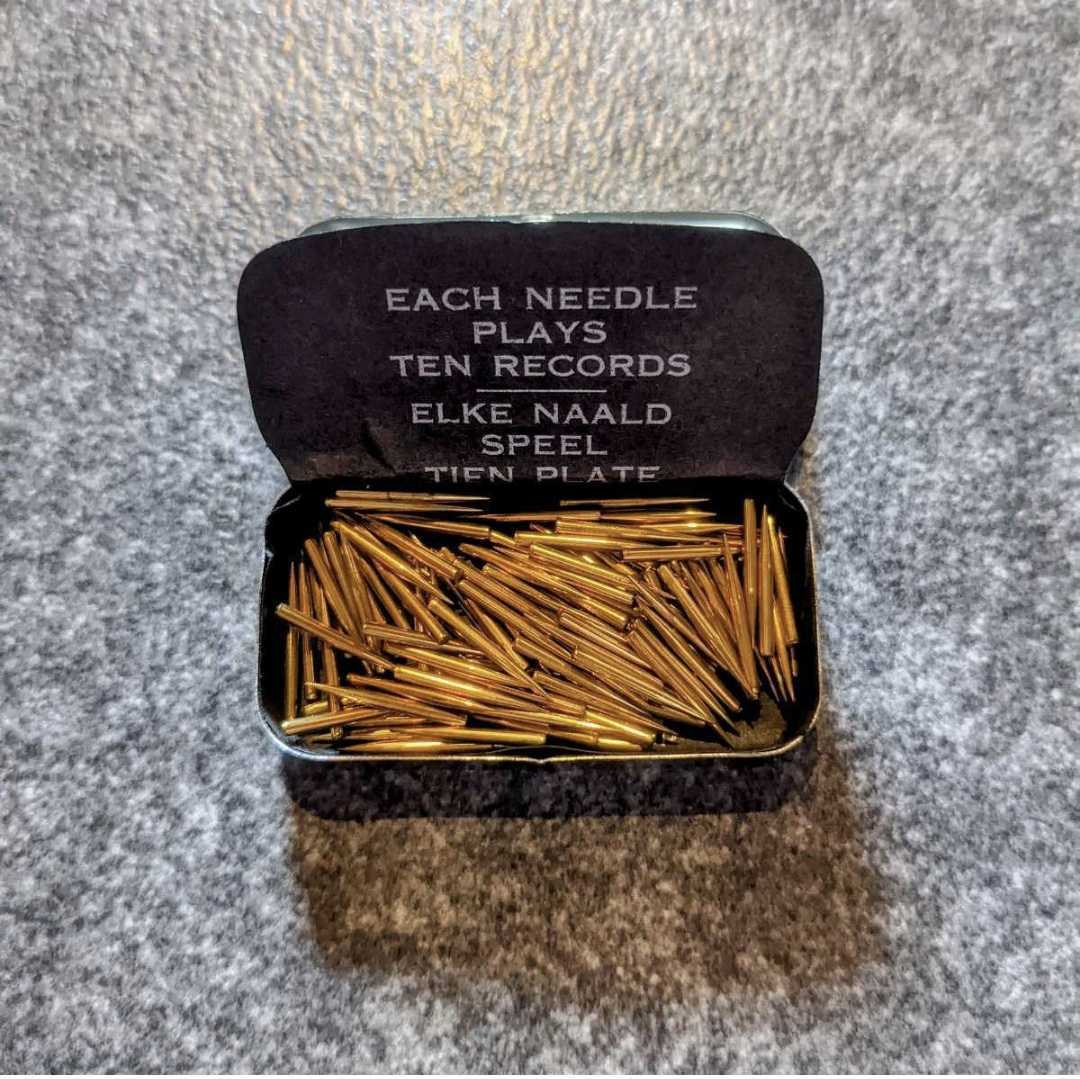 EACH NEEDLE
PLAYS
TEN RECORDS
ELKE NAALD
SPEEL
TIEN PLATE